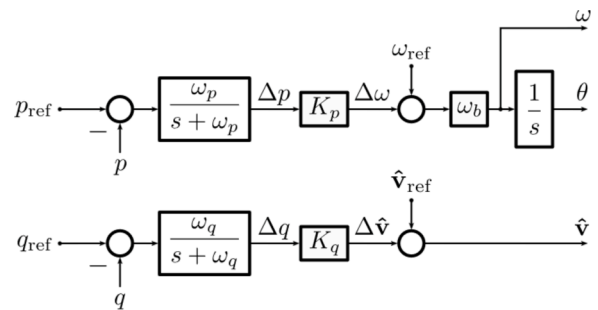 ω
p_ref − p ω_p / (s + ω_p) Δp K_p Δω ω_ref ω_b 1/s θ
q_ref − q ω_q / (s + ω_q) Δq K_q Δv̂ v̂_ref v̂